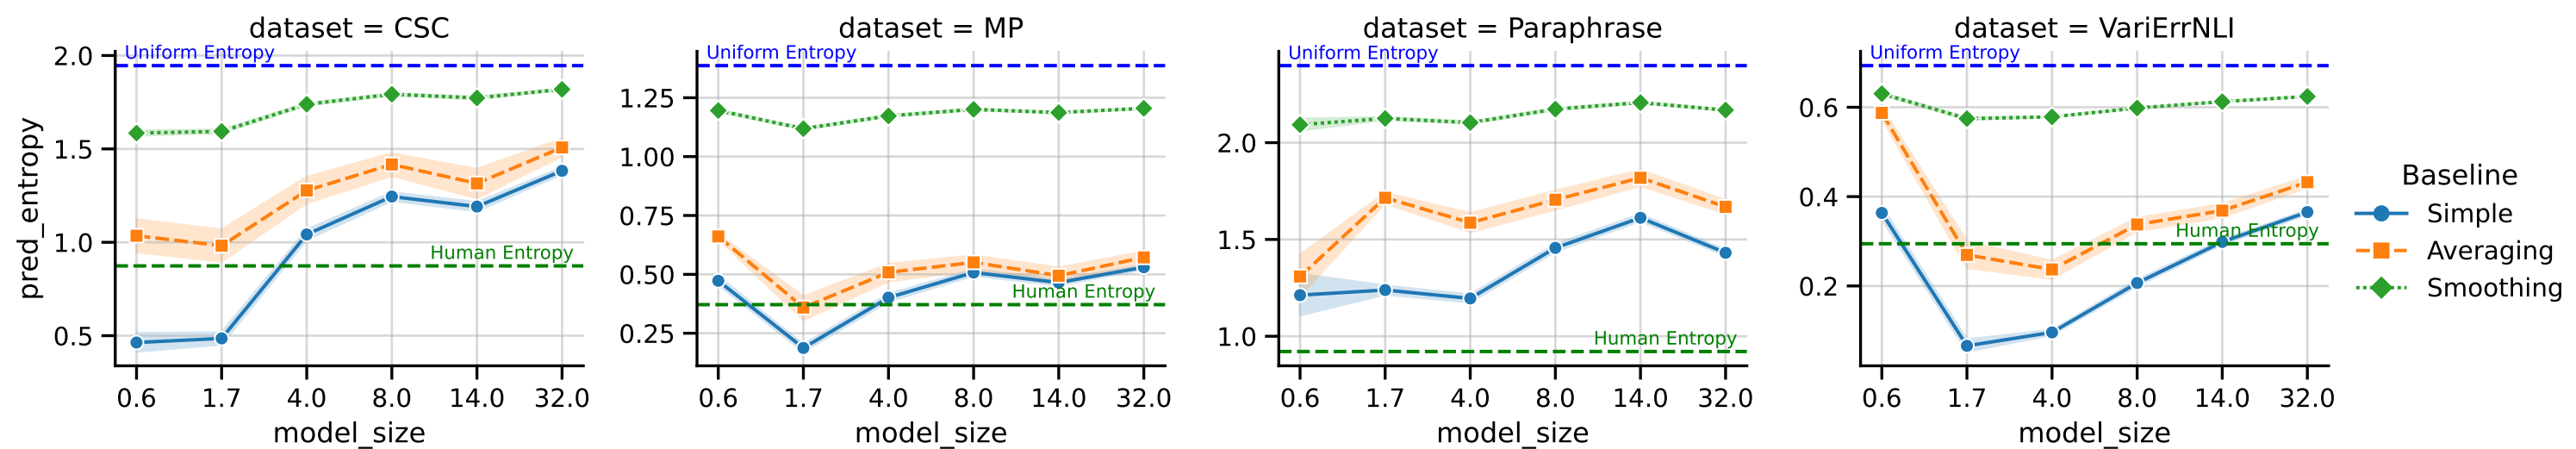 dataset = CSC
pred_entropy
2.0
1.5
1.0
0.5
Uniform Entropy
Human Entropy
0.6 1.7 4.0 8.0 14.0 32.0
model_size
dataset = MP
1.25
1.00
0.75
0.50
0.25
Uniform Entropy
Human Entropy
0.6 1.7 4.0 8.0 14.0 32.0
model_size
dataset = Paraphrase
2.0
1.5
1.0
Uniform Entropy
Human Entropy
0.6 1.7 4.0 8.0 14.0 32.0
model_size
dataset = VariErrNLI
0.6
0.4
0.2
Uniform Entropy
Human Entropy
0.6 1.7 4.0 8.0 14.0 32.0
model_size
Baseline
Simple
Averaging
Smoothing